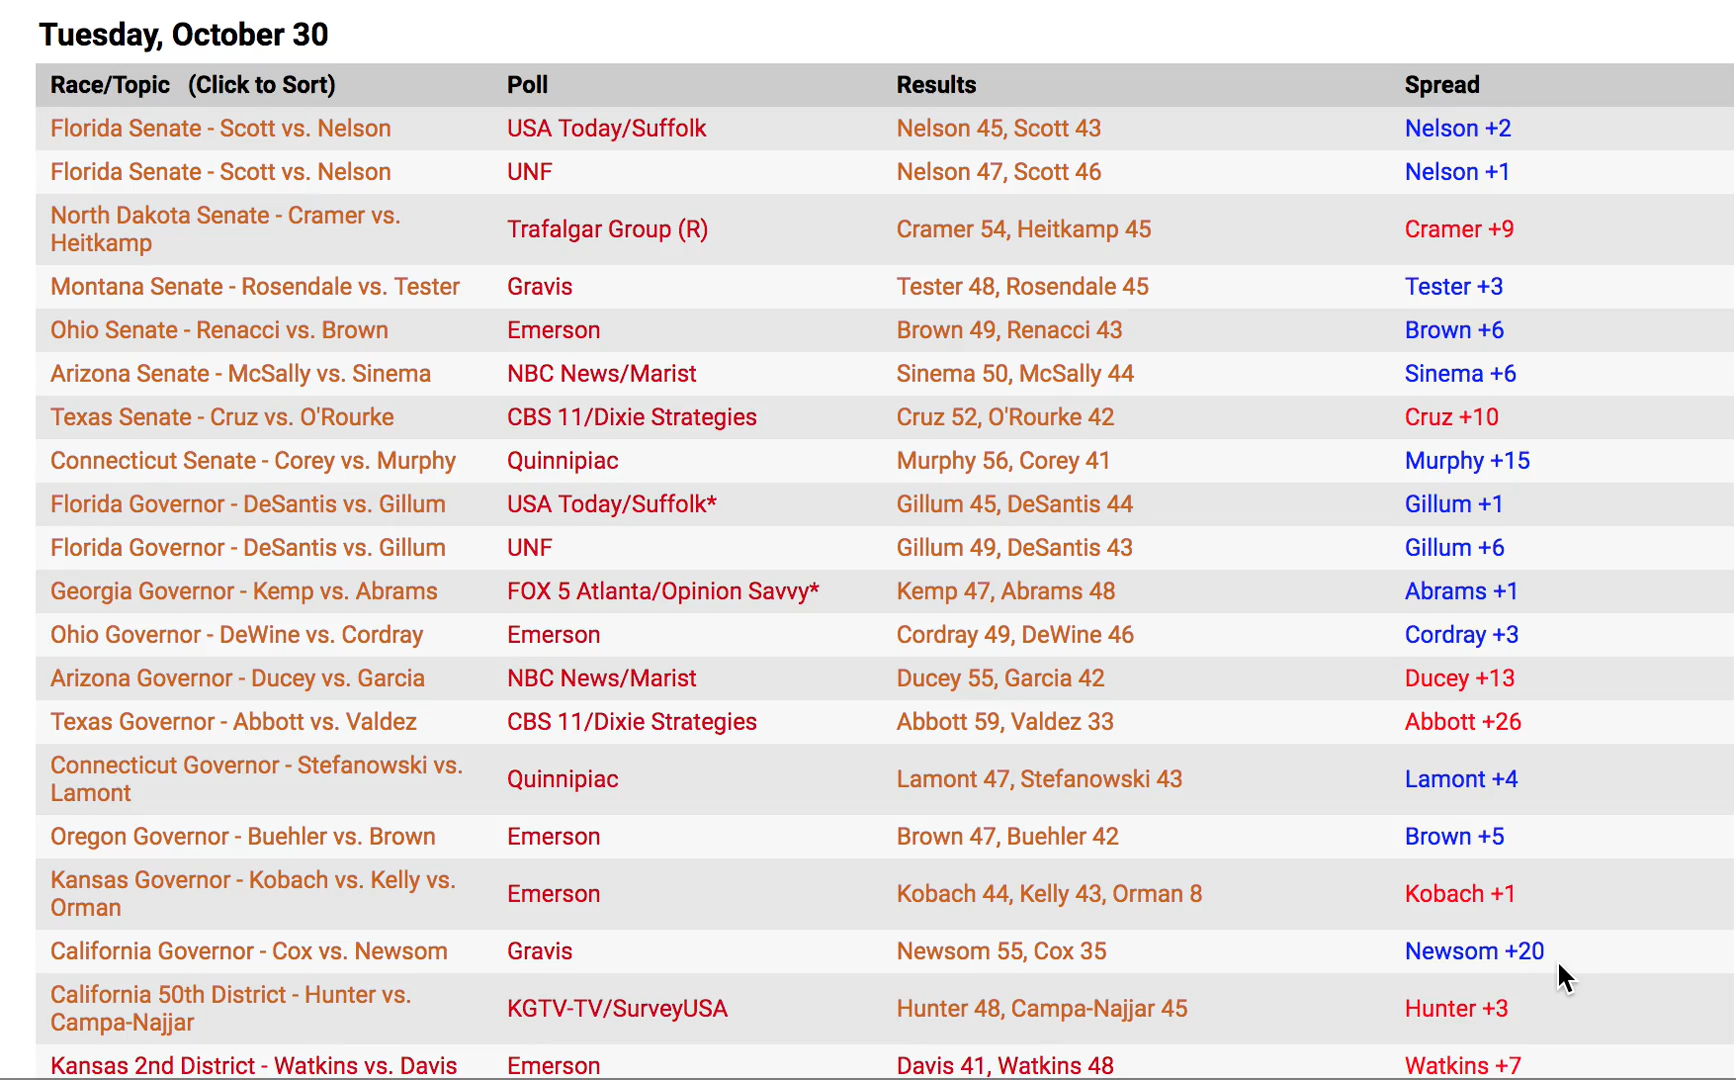 Tuesday, October 30
Race/Topic (Click to Sort) Poll Results Spread
Florida Senate - Scott vs. Nelson USA Today/Suffolk Nelson 45, Scott 43 Nelson +2
Florida Senate - Scott vs. Nelson UNF Nelson 47, Scott 46 Nelson +1
North Dakota Senate - Cramer vs.
Heitkamp Trafalgar Group (R) Cramer 54, Heitkamp 45 Cramer +9
Montana Senate - Rosendale vs. Tester Gravis Tester 48, Rosendale 45 Tester +3
Ohio Senate - Renacci vs. Brown Emerson Brown 49, Renacci 43 Brown +6
Arizona Senate - McSally vs. Sinema NBC News/Marist Sinema 50, McSally 44 Sinema +6
Texas Senate - Cruz vs. O'Rourke CBS 11/Dixie Strategies Cruz 52, O'Rourke 42 Cruz +10
Connecticut Senate - Corey vs. Murphy Quinnipiac Murphy 56, Corey 41 Murphy +15
Florida Governor - DeSantis vs. Gillum USA Today/Suffolk* Gillum 45, DeSantis 44 Gillum +1
Florida Governor - DeSantis vs. Gillum UNF Gillum 49, DeSantis 43 Gillum +6
Georgia Governor - Kemp vs. Abrams FOX 5 Atlanta/Opinion Savvy* Kemp 47, Abrams 48 Abrams +1
Ohio Governor - DeWine vs. Cordray Emerson Cordray 49, DeWine 46 Cordray +3
Arizona Governor - Ducey vs. Garcia NBC News/Marist Ducey 55, Garcia 42 Ducey +13
Texas Governor - Abbott vs. Valdez CBS 11/Dixie Strategies Abbott 59, Valdez 33 Abbott +26
Connecticut Governor - Stefanowski vs.
Lamont Quinnipiac Lamont 47, Stefanowski 43 Lamont +4
Oregon Governor - Buehler vs. Brown Emerson Brown 47, Buehler 42 Brown +5
Kansas Governor - Kobach vs. Kelly vs.
Orman Emerson Kobach 44, Kelly 43, Orman 8 Kobach +1
California Governor - Cox vs. Newsom Gravis Newsom 55, Cox 35 Newsom +20
California 50th District - Hunter vs.
Campa-Najjar KGTV-TV/SurveyUSA Hunter 48, Campa-Najjar 45 Hunter +3
Kansas 2nd District - Watkins vs. Davis Emerson Davis 41, Watkins 48 Watkins +7